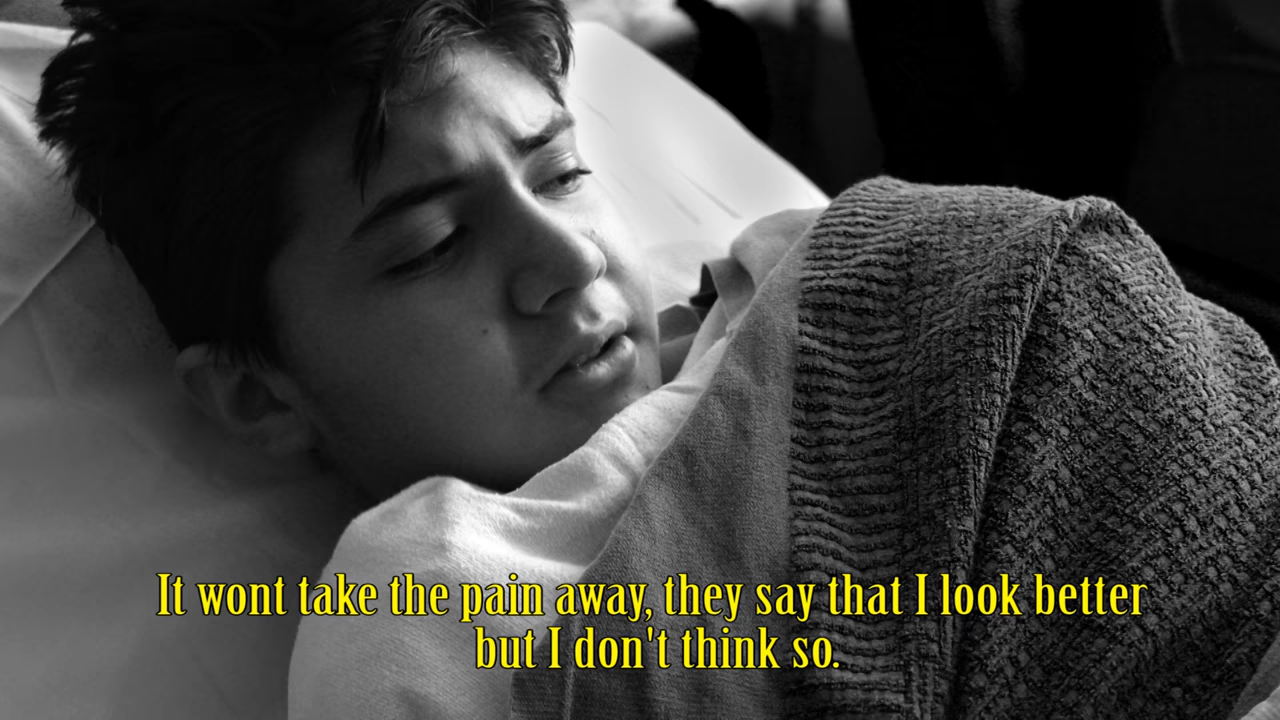 It wont take the pain away, they say that I look better
but I don't think so.